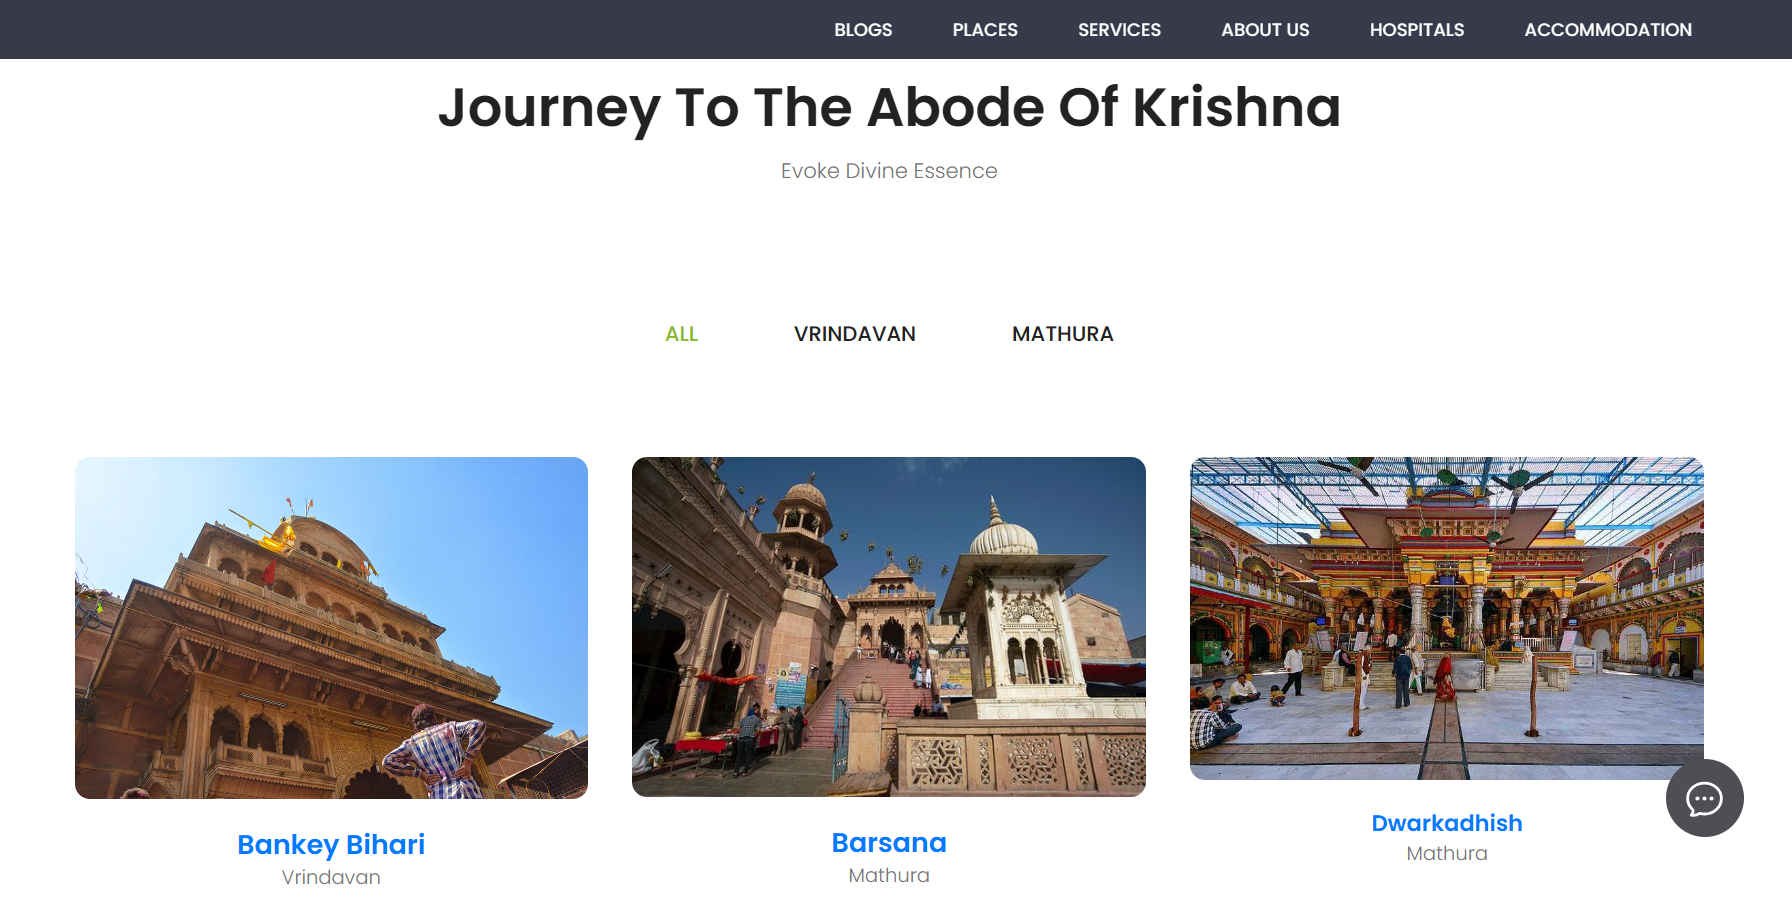 BLOGS PLACES SERVICES ABOUT US HOSPITALS ACCOMMODATION
Journey To The Abode Of Krishna
Evoke Divine Essence
ALL VRINDAVAN MATHURA
Bankey Bihari
Vrindavan
Barsana
Mathura
Dwarkadhish
Mathura